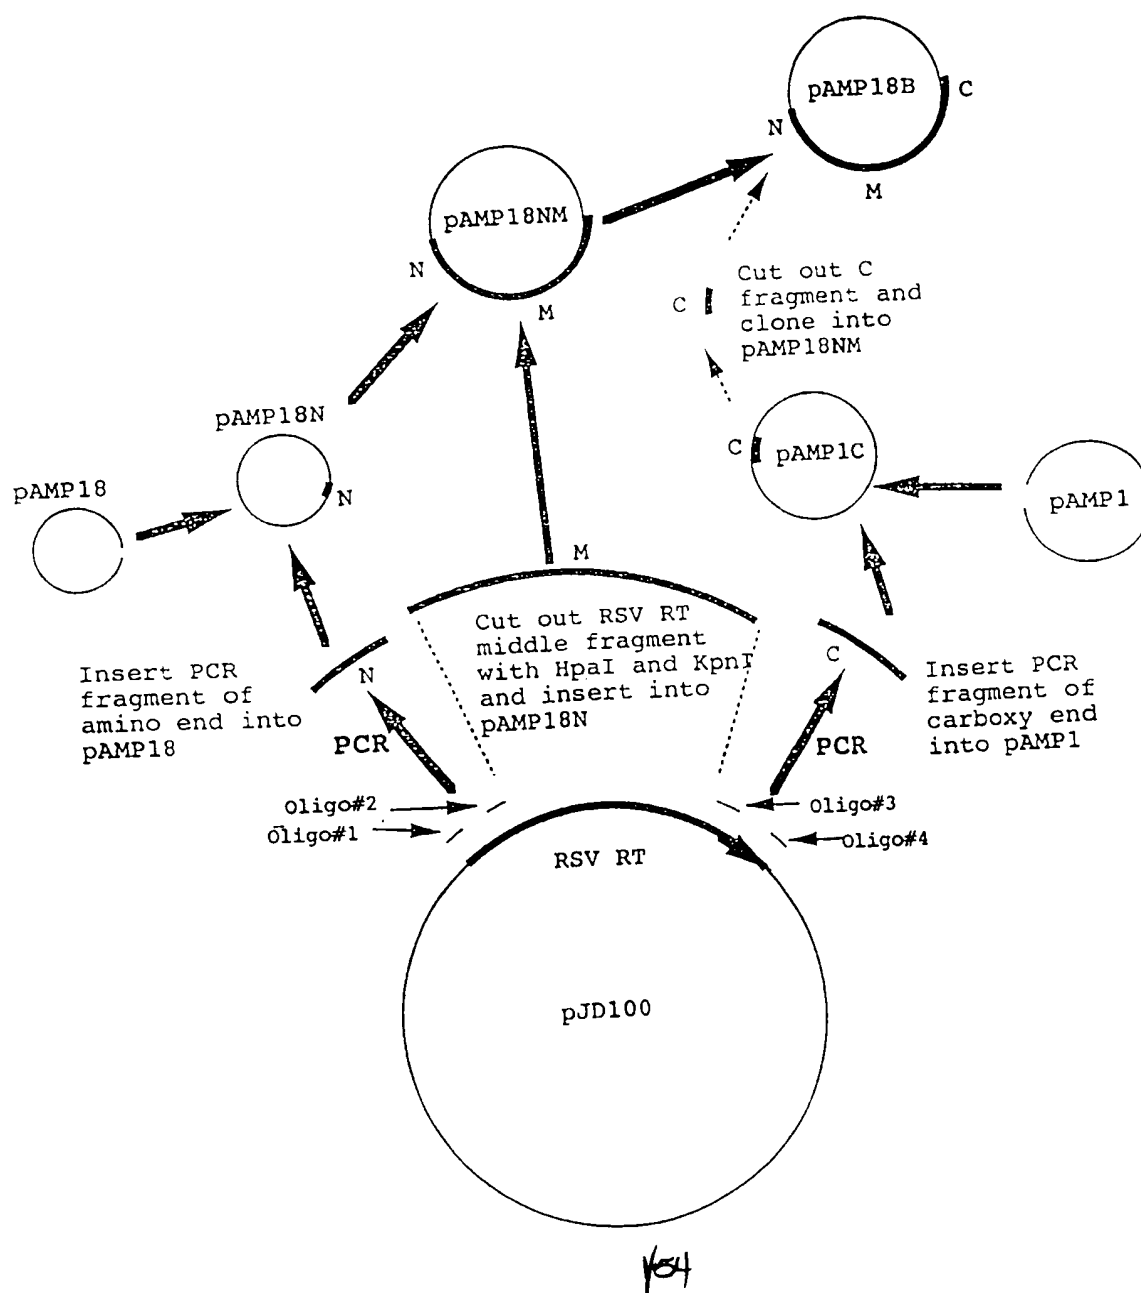 pAMP18B
C
N
M
pAMP18NM
N
M
Cut out C
fragment and
clone into
pAMP18NM
C
pAMP18N
N
pAMP18
C
pAMP1C
pAMP1
M
Cut out RSV RT
middle fragment
with HpaI and KpnI
and insert into
pAMP18N
Insert PCR
fragment of
amino end into
pAMP18
N
C
Insert PCR
fragment of
carboxy end
into pAMP1
PCR
PCR
Oligo#2
Oligo#1
Oligo#3
Oligo#4
RSV RT
pJD100